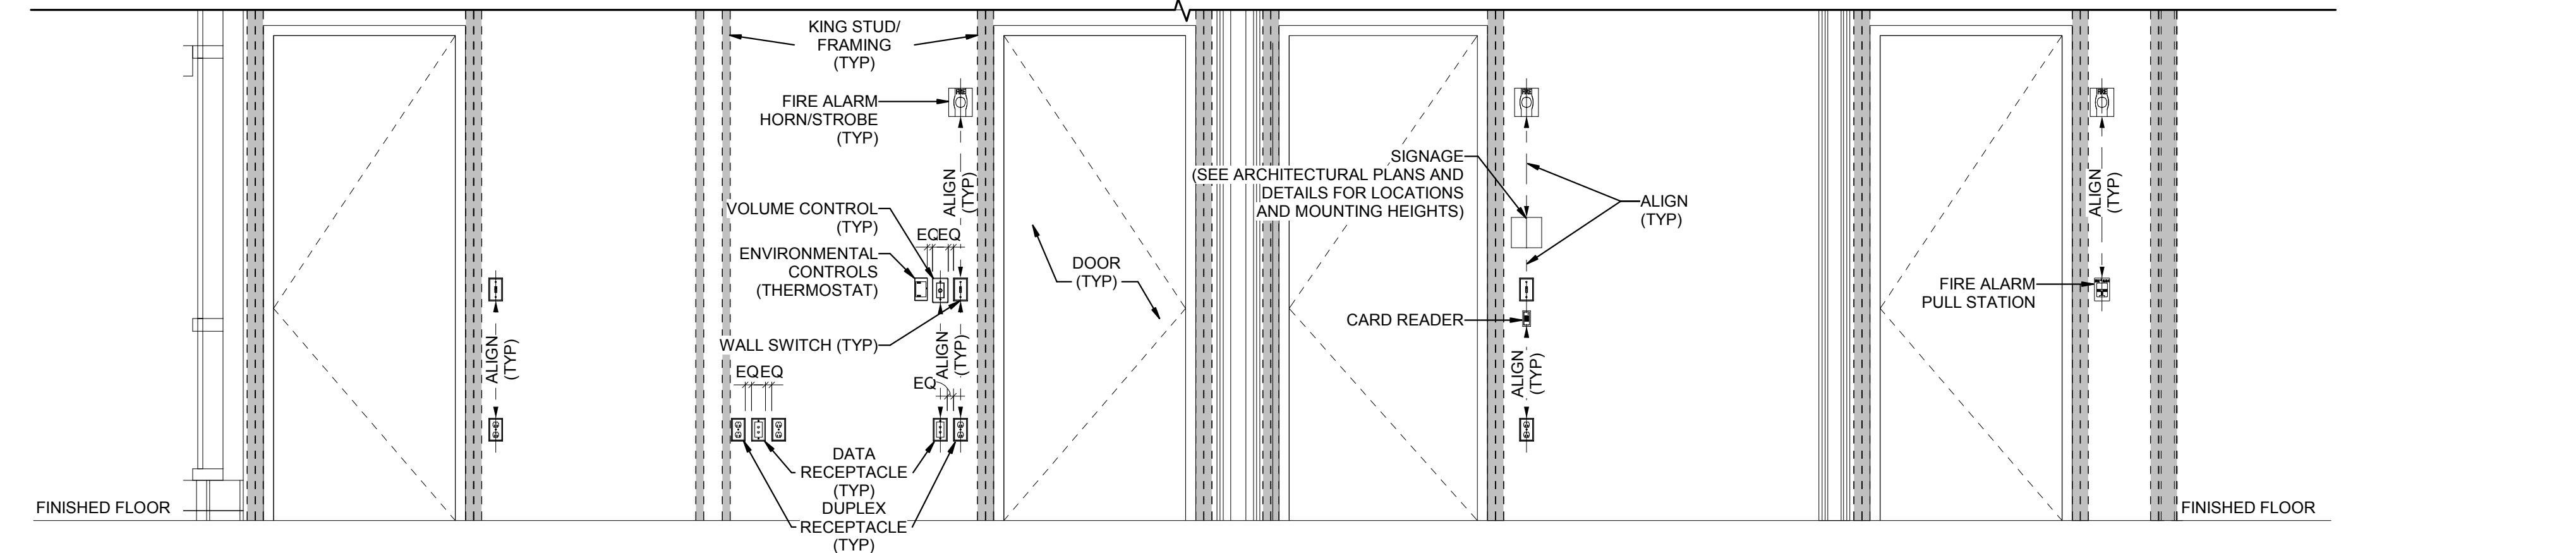 KING STUD/
FRAMING
(TYP)
FIRE ALARM
HORN/STROBE
(TYP)
ALIGN
(TYP)
VOLUME CONTROL
(TYP)
EQ EQ
ENVIRONMENTAL
CONTROLS
(THERMOSTAT)
WALL SWITCH (TYP)
ALIGN
(TYP)
ALIGN
(TYP)
EQ EQ
EQ
DATA
RECEPTACLE
(TYP)
DUPLEX
RECEPTACLE
(TYP)
DOOR
(TYP)
SIGNAGE
(SEE ARCHITECTURAL PLANS AND
DETAILS FOR LOCATIONS
AND MOUNTING HEIGHTS)
ALIGN
(TYP)
CARD READER
ALIGN
(TYP)
ALIGN
(TYP)
FIRE ALARM
PULL STATION
FINISHED FLOOR
FINISHED FLOOR
FIRE
FIRE
FIRE